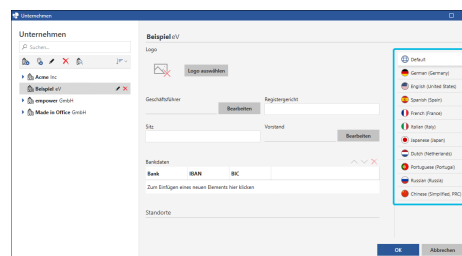 Unternehmen
Unternehmen
Suchen...
Acme Inc
Beispiel eV
empower GmbH
Made in Office GmbH
Beispiel eV
Logo
Logo auswählen
Geschäftsführer
Registergericht
Bearbeiten
Sitz
Vorstand
Bearbeiten
Bankdaten
Bank IBAN BIC
Zum Einfügen eines neuen Elements hier klicken
Standorte
Default
German (Germany)
English (United States)
Spanish (Spain)
French (France)
Italian (Italy)
Japanese (Japan)
Dutch (Netherlands)
Portuguese (Portugal)
Russian (Russia)
Chinese (Simplified, PRC)
OK Abbrechen